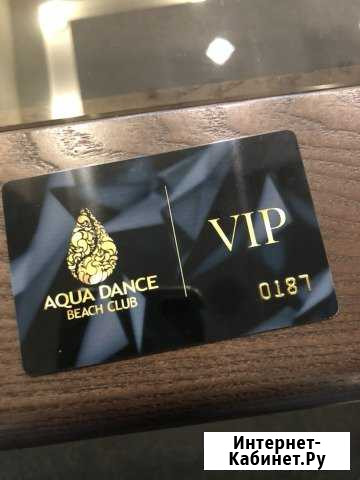 AQUA DANCE
BEACH CLUB
VIP
0187
Интернет-
Кабинет.Ру